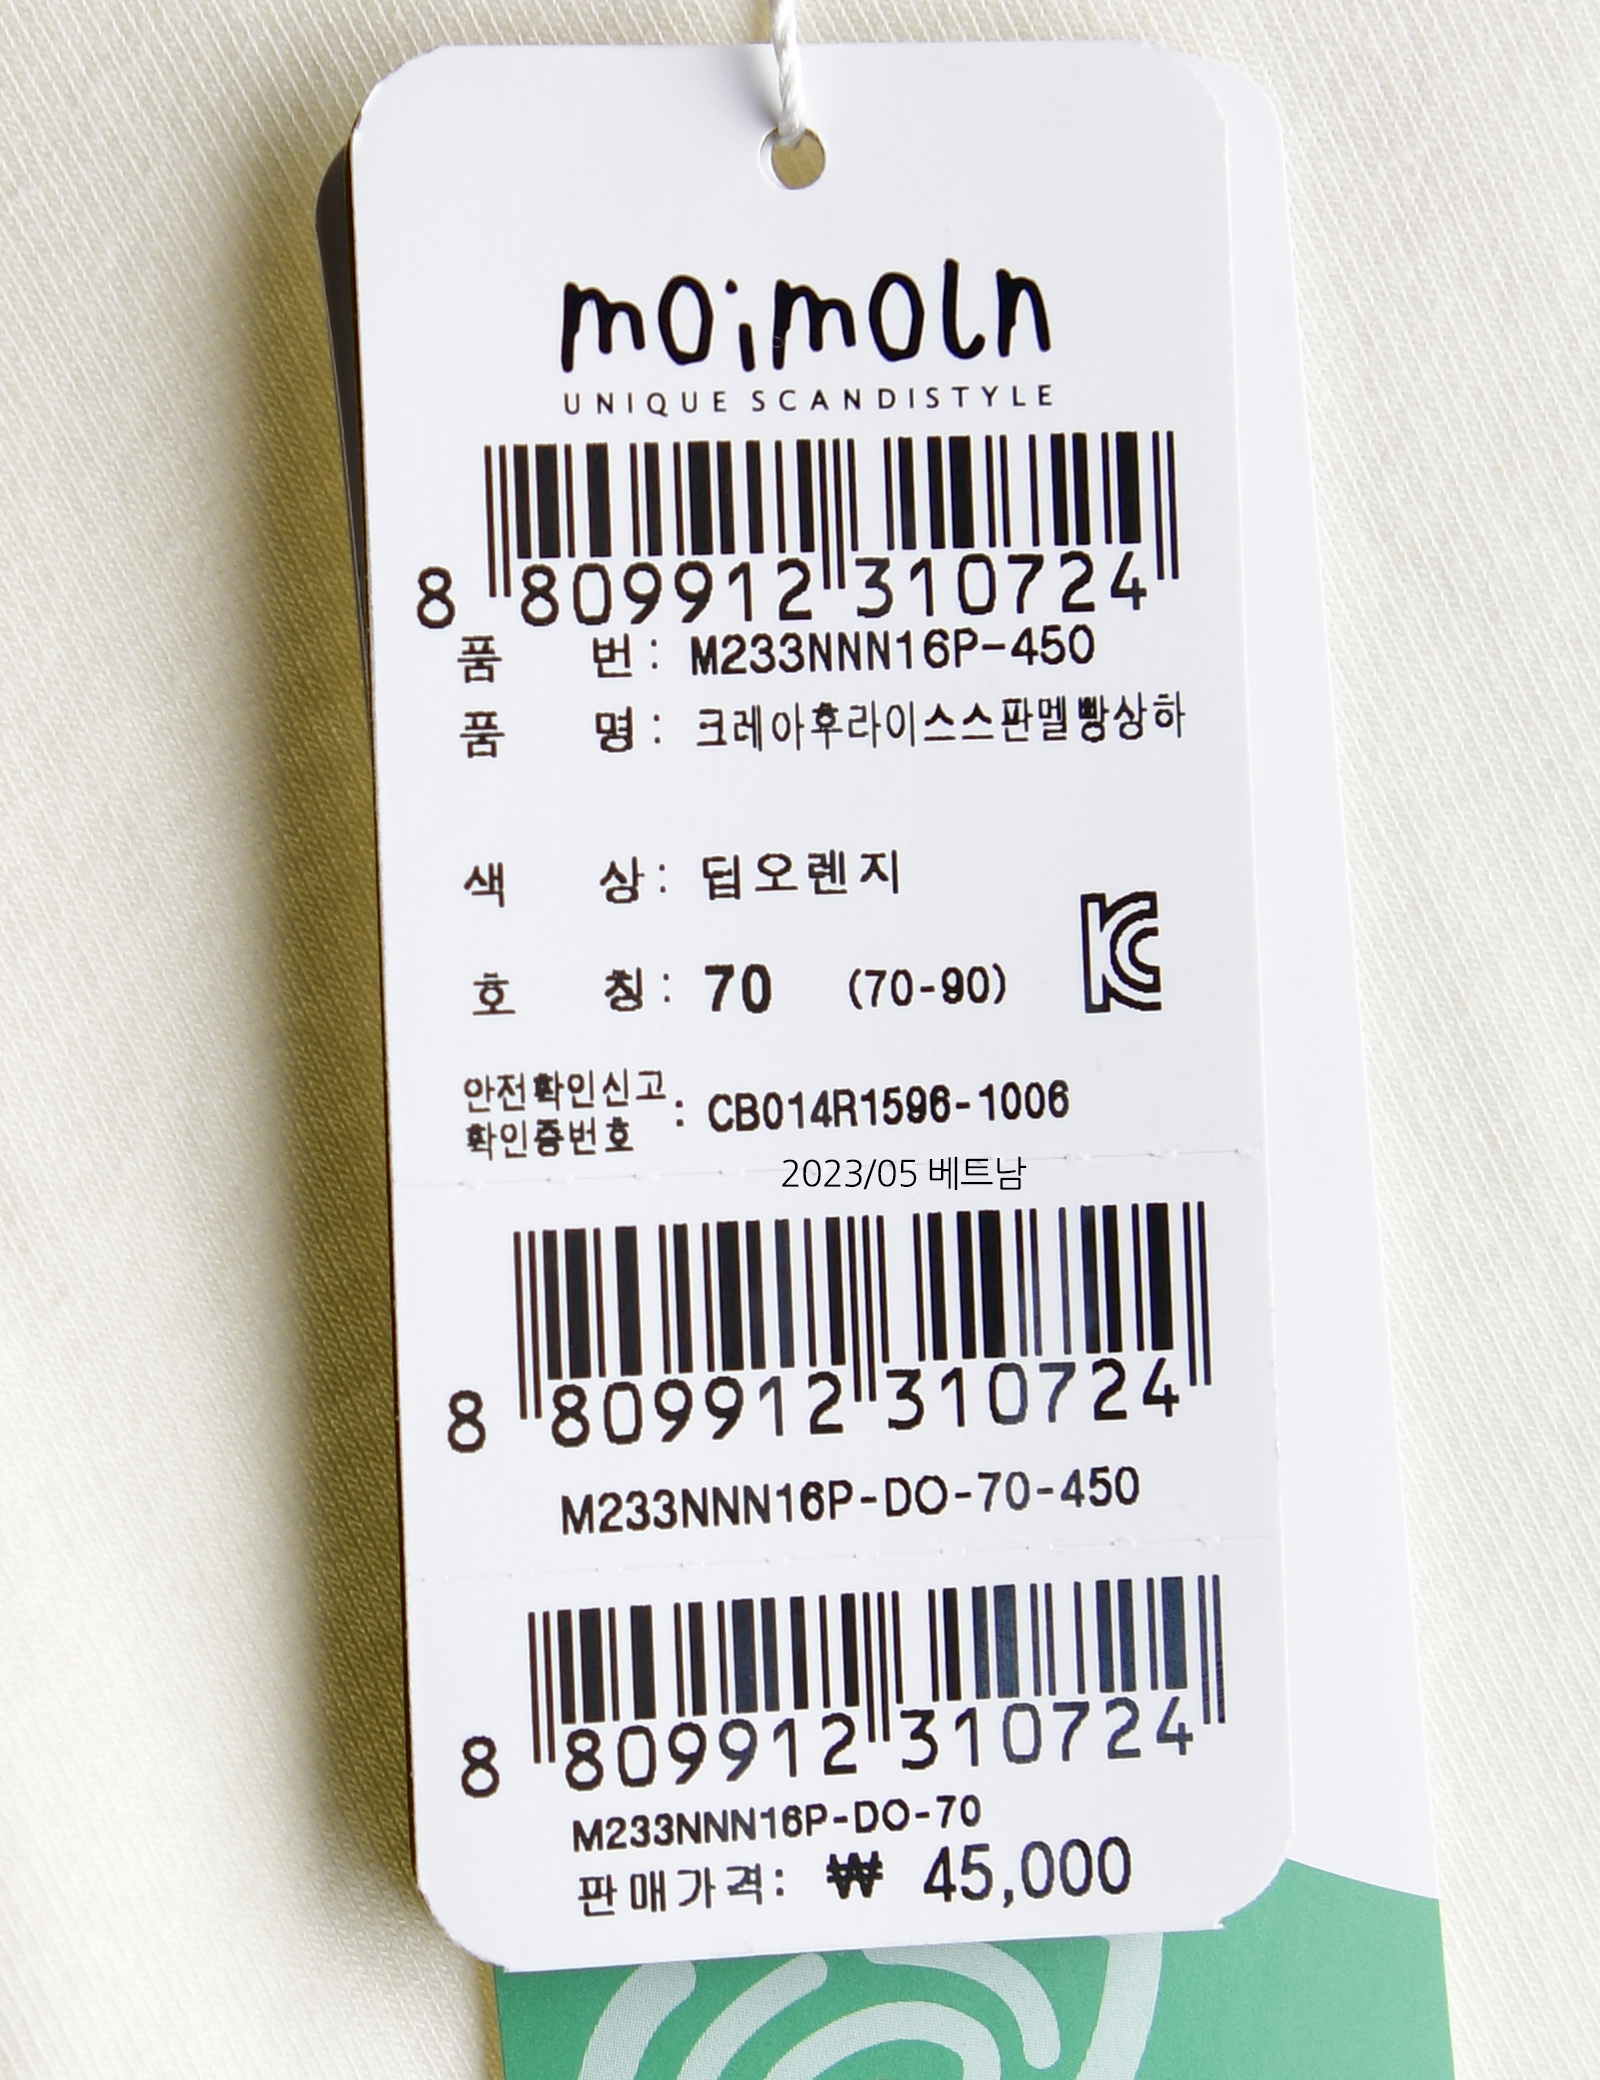 moimoln
UNIQUE SCANDISTYLE
8 809912 310724
품 번 : M233NNN16P-450
품 명 : 크레아후라이스스판멜빵상하
색 상 : 딥오렌지
호 칭 : 70 (70-90)
KC
안전확인신고
확인증번호 : CB014R1596-1006
2023/05 베트남
8 809912 310724
M233NNN16P-DO-70-450
8 809912 310724
M233NNN16P-DO-70
판매가격: ₩ 45,000